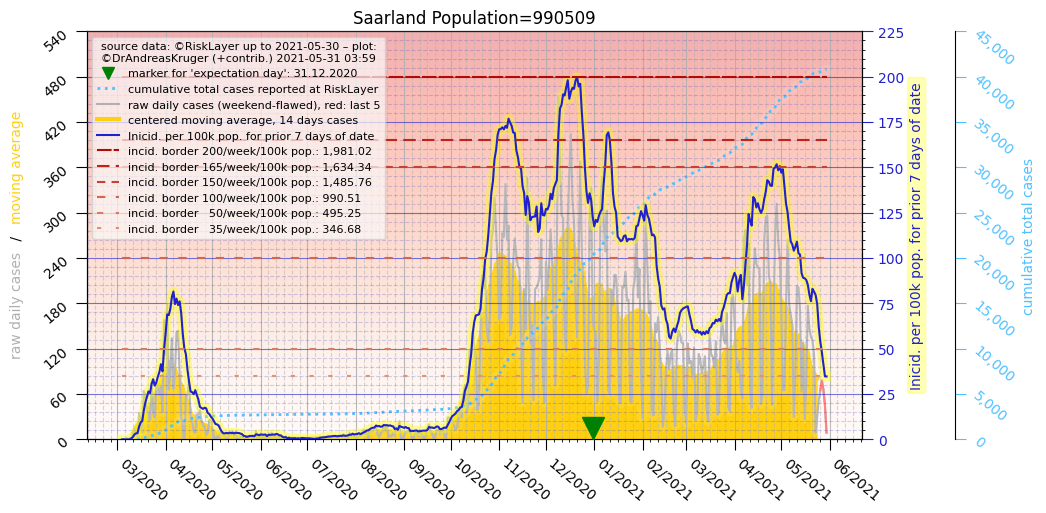 Saarland Population=990509
source data: ©RiskLayer up to 2021-05-30 – plot:
©DrAndreasKruger (+contrib.) 2021-05-31 03:59
marker for 'expectation day': 31.12.2020
cumulative total cases reported at RiskLayer
raw daily cases (weekend-flawed), red: last 5
centered moving average, 14 days cases
Inicid. per 100k pop. for prior 7 days of date
incid. border 200/week/100k pop.: 1,981.02
incid. border 165/week/100k pop.: 1,634.34
incid. border 150/week/100k pop.: 1,485.76
incid. border 100/week/100k pop.: 990.51
incid. border 50/week/100k pop.: 495.25
incid. border 35/week/100k pop.: 346.68
raw daily cases / moving average
540
480
420
360
300
240
180
120
60
0
225
200
175
150
125
100
75
50
25
0
Inicid. per 100k pop. for prior 7 days of date
45,000
40,000
35,000
30,000
25,000
20,000
15,000
10,000
5,000
0
cumulative total cases
03/2020
04/2020
05/2020
06/2020
07/2020
08/2020
09/2020
10/2020
11/2020
12/2020
01/2021
02/2021
03/2021
04/2021
05/2021
06/2021